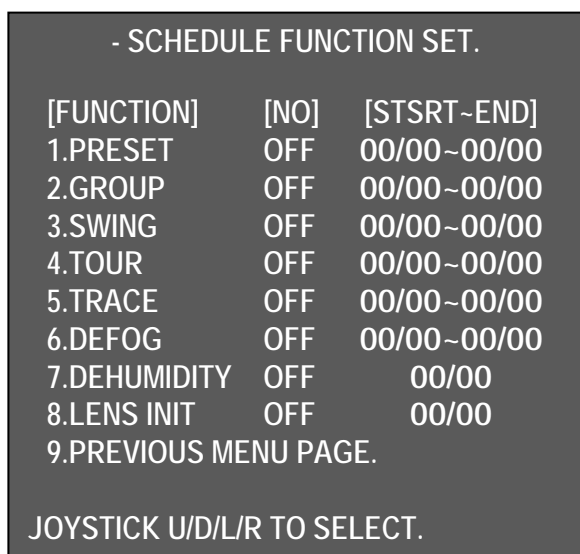 - SCHEDULE FUNCTION SET.
[FUNCTION] [NO] [STSRT~END]
1.PRESET OFF 00/00~00/00
2.GROUP OFF 00/00~00/00
3.SWING OFF 00/00~00/00
4.TOUR OFF 00/00~00/00
5.TRACE OFF 00/00~00/00
6.DEFOG OFF 00/00~00/00
7.DEHUMIDITY OFF 00/00
8.LENS INIT OFF 00/00
9.PREVIOUS MENU PAGE.
JOYSTICK U/D/L/R TO SELECT.